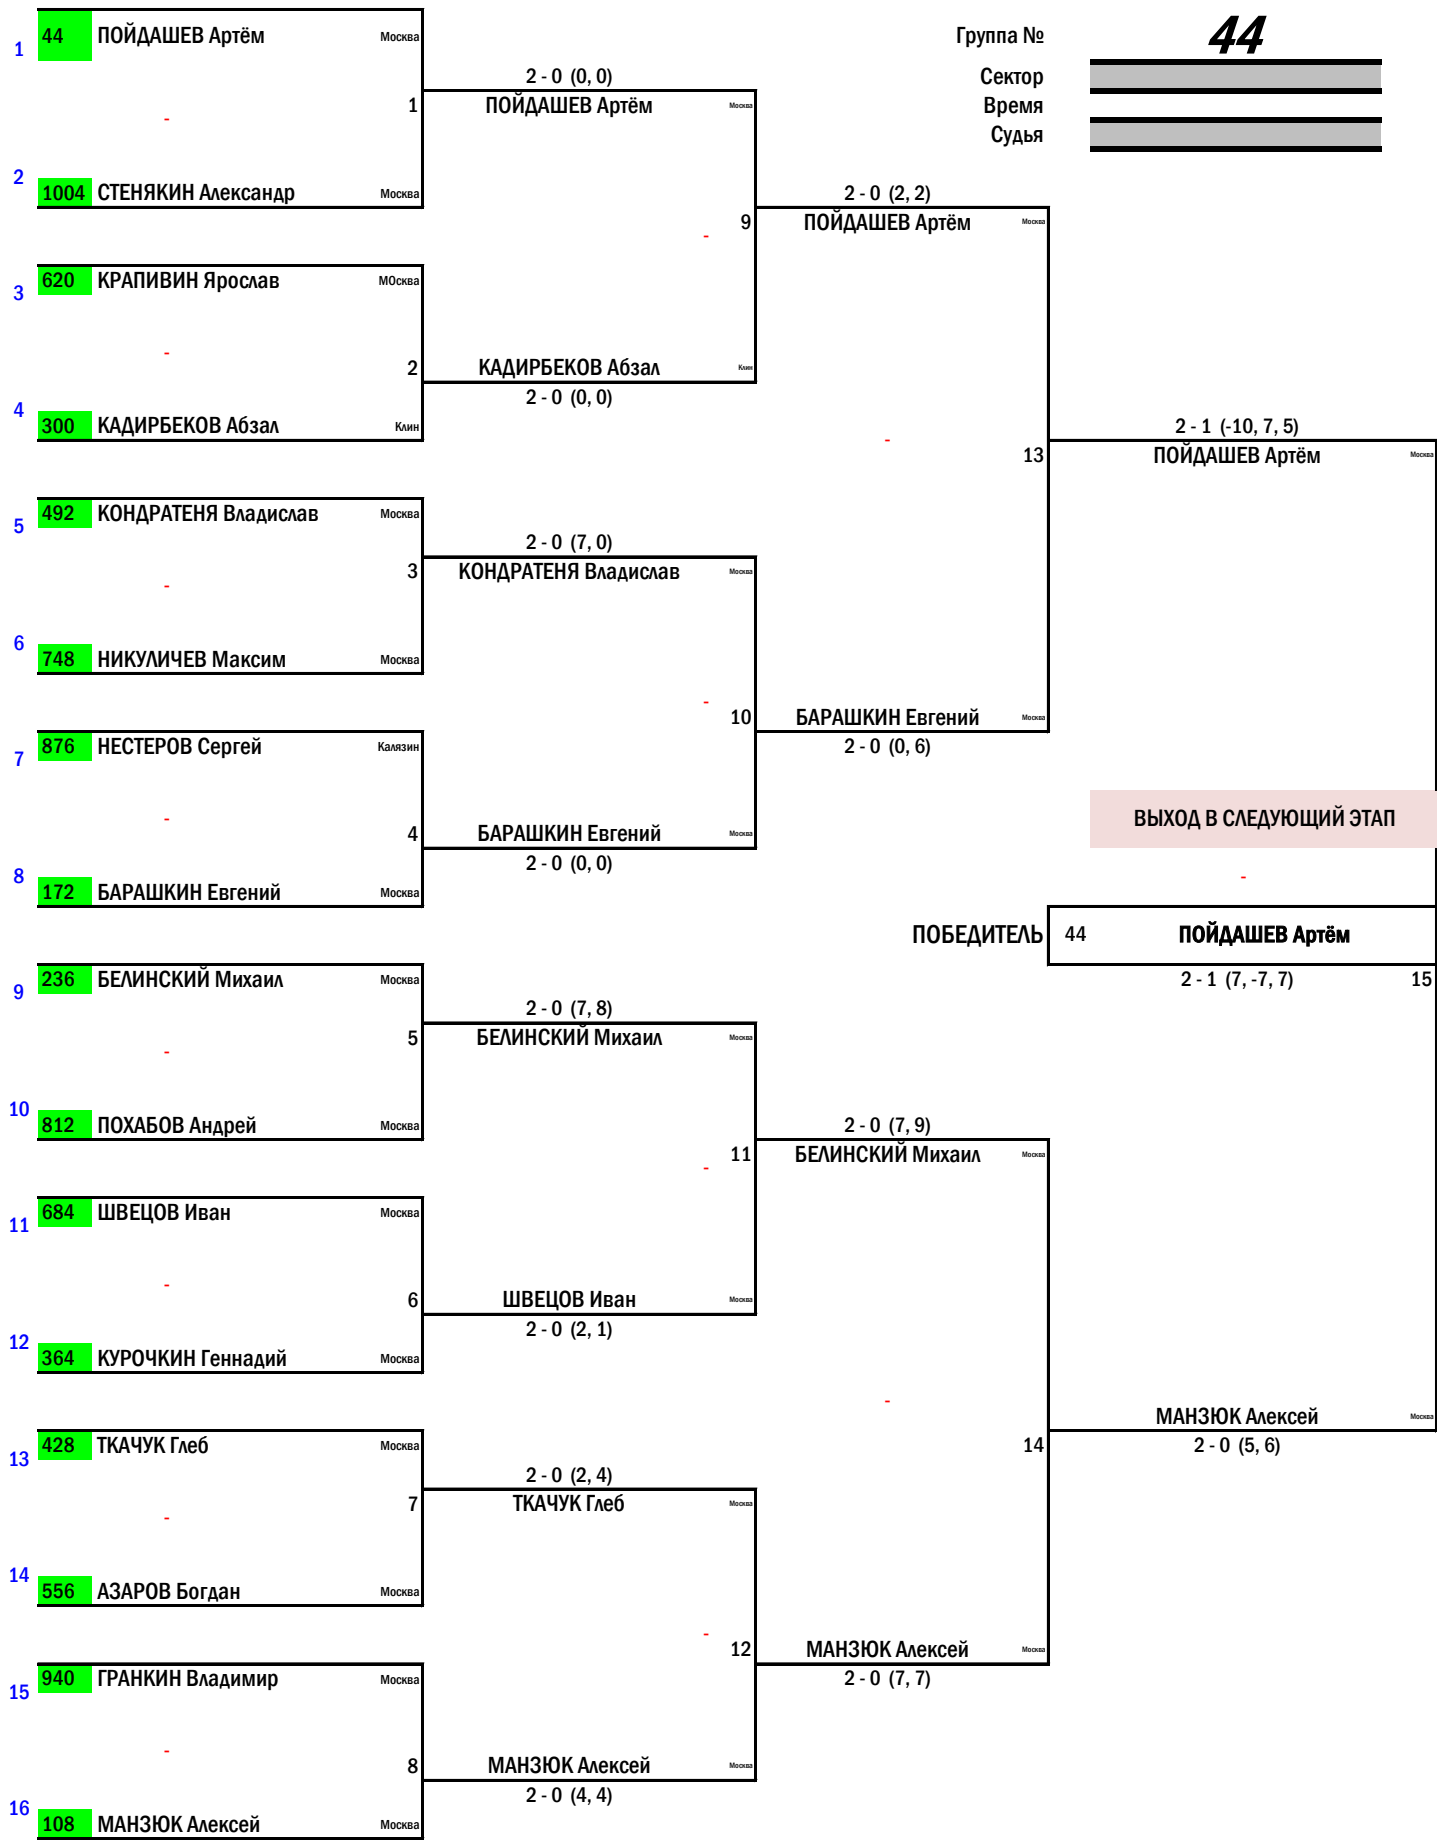 Группа № 44
Сектор
Время
Судья
1 44 ПОЙДАШЕВ Артём Москва
2 - 0 (0, 0)
1 ПОЙДАШЕВ Артём Москва
-
2 1004 СТЕНЯКИН Александр Москва
2 - 0 (2, 2)
9 ПОЙДАШЕВ Артём Москва
-
3 620 КРАПИВИН Ярослав МОсква
-
2 КАДИРБЕКОВ Абзал Клин
2 - 0 (0, 0)
4 300 КАДИРБЕКОВ Абзал Клин
2 - 1 (-10, 7, 5)
-
13 ПОЙДАШЕВ Артём Москва
5 492 КОНДРАТЕНЯ Владислав Москва
2 - 0 (7, 0)
3 КОНДРАТЕНЯ Владислав Москва
-
6 748 НИКУЛИЧЕВ Максим Москва
-
10 БАРАШКИН Евгений Москва
2 - 0 (0, 6)
7 876 НЕСТЕРОВ Сергей Калязин
-
ВЫХОД В СЛЕДУЮЩИЙ ЭТАП
4 БАРАШКИН Евгений Москва
2 - 0 (0, 0)
-
8 172 БАРАШКИН Евгений Москва
ПОБЕДИТЕЛЬ 44 ПОЙДАШЕВ Артём
2 - 1 (7, -7, 7) 15
9 236 БЕЛИНСКИЙ Михаил Москва
2 - 0 (7, 8)
5 БЕЛИНСКИЙ Михаил Москва
-
10 812 ПОХАБОВ Андрей Москва
2 - 0 (7, 9)
11 БЕЛИНСКИЙ Михаил Москва
-
11 684 ШВЕЦОВ Иван Москва
-
6 ШВЕЦОВ Иван Москва
2 - 0 (2, 1)
12 364 КУРОЧКИН Геннадий Москва
-
МАНЗЮК Алексей Москва
14 2 - 0 (5, 6)
13 428 ТКАЧУК Глеб Москва
2 - 0 (2, 4)
7 ТКАЧУК Глеб Москва
-
14 556 АЗАРОВ Богдан Москва
-
12 МАНЗЮК Алексей Москва
2 - 0 (7, 7)
15 940 ГРАНКИН Владимир Москва
-
8 МАНЗЮК Алексей Москва
2 - 0 (4, 4)
16 108 МАНЗЮК Алексей Москва